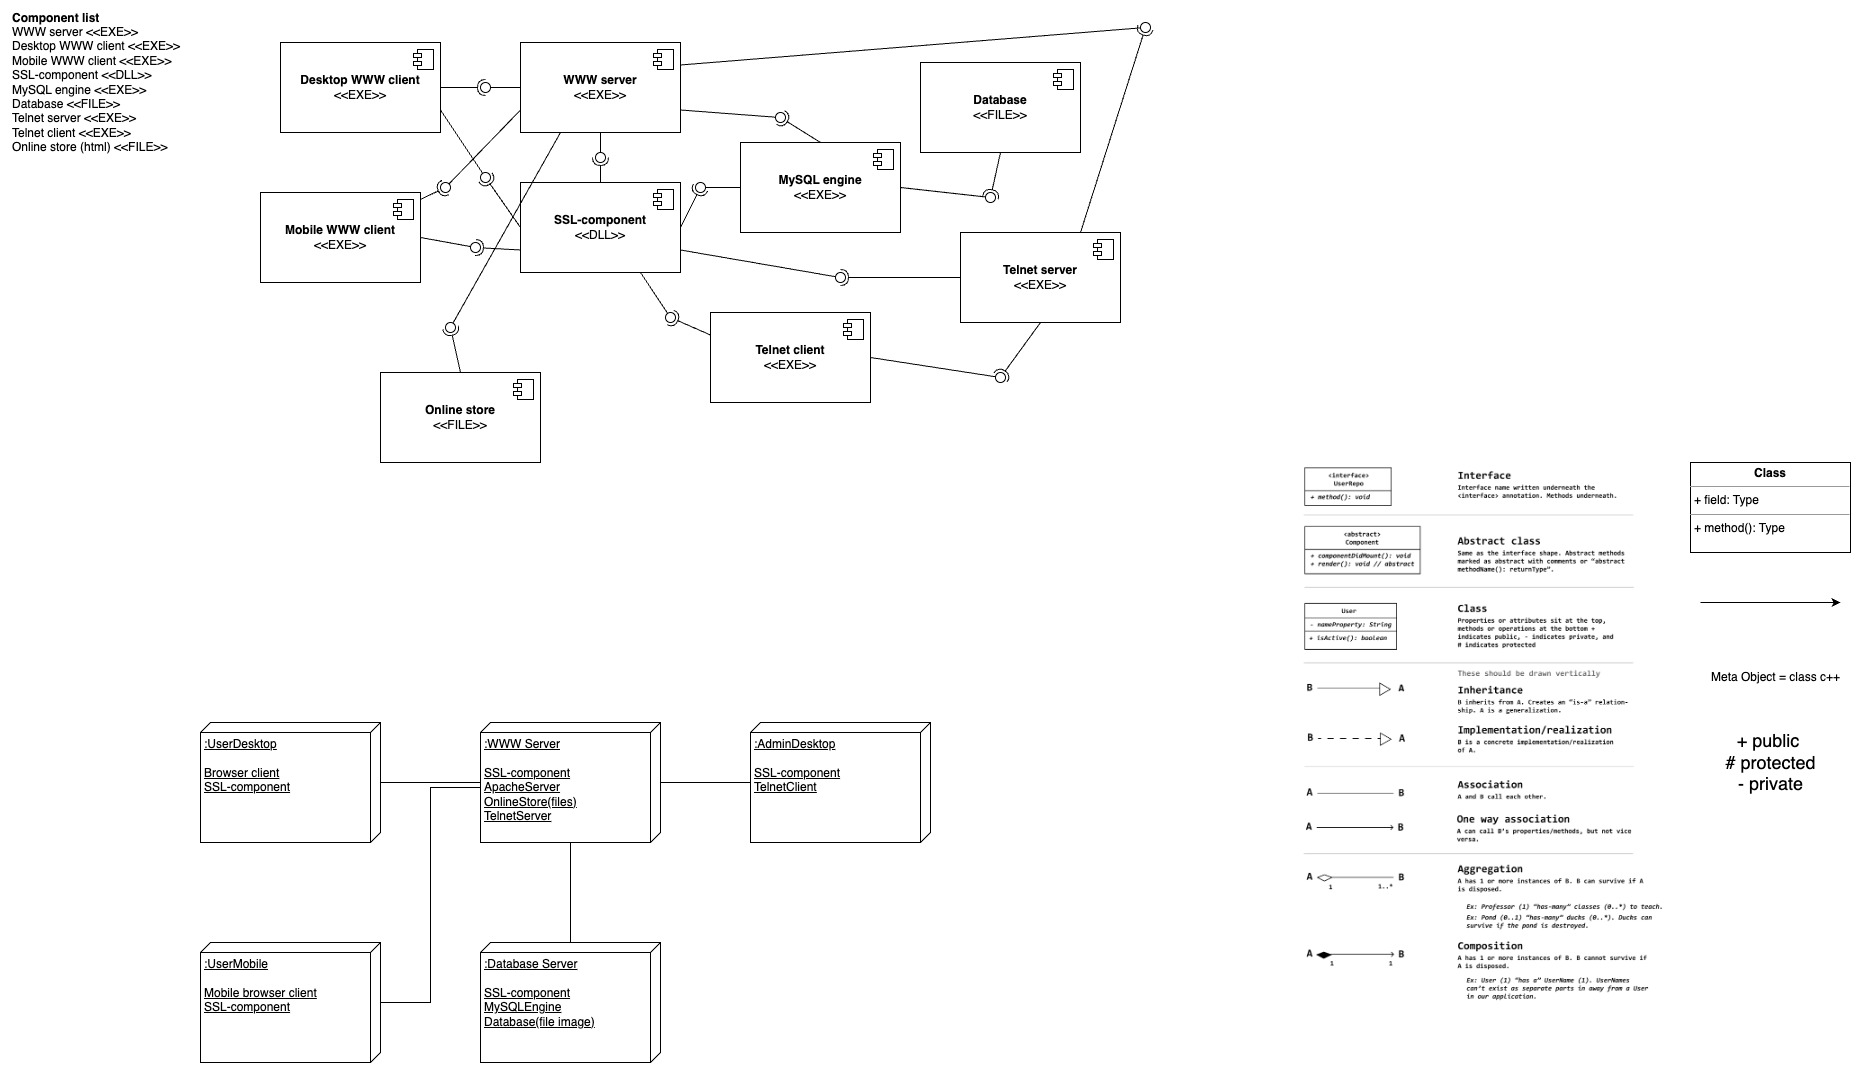 Component list
WWW server <<EXE>>
Desktop WWW client <<EXE>>
Mobile WWW client <<EXE>>
SSL-component <<DLL>>
MySQL engine <<EXE>>
Database <<FILE>>
Telnet server <<EXE>>
Telnet client <<EXE>>
Online store (html) <<FILE>>
Desktop WWW client
<<EXE>>
WWW server
<<EXE>>
Database
<<FILE>>
MySQL engine
<<EXE>>
Mobile WWW client
<<EXE>>
SSL-component
<<DLL>>
Telnet server
<<EXE>>
Telnet client
<<EXE>>
Online store
<<FILE>>
:UserDesktop
Browser client
SSL-component
:WWW Server
SSL-component
ApacheServer
OnlineStore(files)
TelnetServer
:AdminDesktop
SSL-component
TelnetClient
:UserMobile
Mobile browser client
SSL-component
:Database Server
SSL-component
MySQLEngine
Database(file image)
<interface>
UserRepo
+ method(): void
Interface
Interface name written underneath the
<interface> annotation. Methods underneath.
<abstract>
Component
+ componentDidMount(): void
+ render(): void // abstract
Abstract class
Same as the interface shape. Abstract methods
marked as abstract with comments or "abstract
methodName(): returnType".
User
- nameProperty: String
+ isActive(): boolean
Class
Properties or attributes sit at the top,
methods or operations at the bottom +
indicates public, - indicates private, and
# indicates protected
These should be drawn vertically
B A
Inheritance
B inherits from A. Creates an "is-a" relation-
ship. A is a generalization.
B A
Implementation/realization
B is a concrete implementation/realization
of A.
A B
Association
A and B call each other.
A B
One way association
A can call B's properties/methods, but not vice
versa.
A B
1 1..*
Aggregation
A has 1 or more instances of B. B can survive if A
is disposed.
Ex: Professor (1) "has-many" classes (0..*) to teach.
Ex: Pond (0..1) "has-many" ducks (0..*). Ducks can
survive if the pond is destroyed.
A B
1 1
Composition
A has 1 or more instances of B. B cannot survive if
A is disposed.
Ex: User (1) "has a" UserName (1). UserNames
can't exist as separate parts in away from a User
in our application.
Class
+ field: Type
+ method(): Type
Meta Object = class c++
+ public
# protected
- private